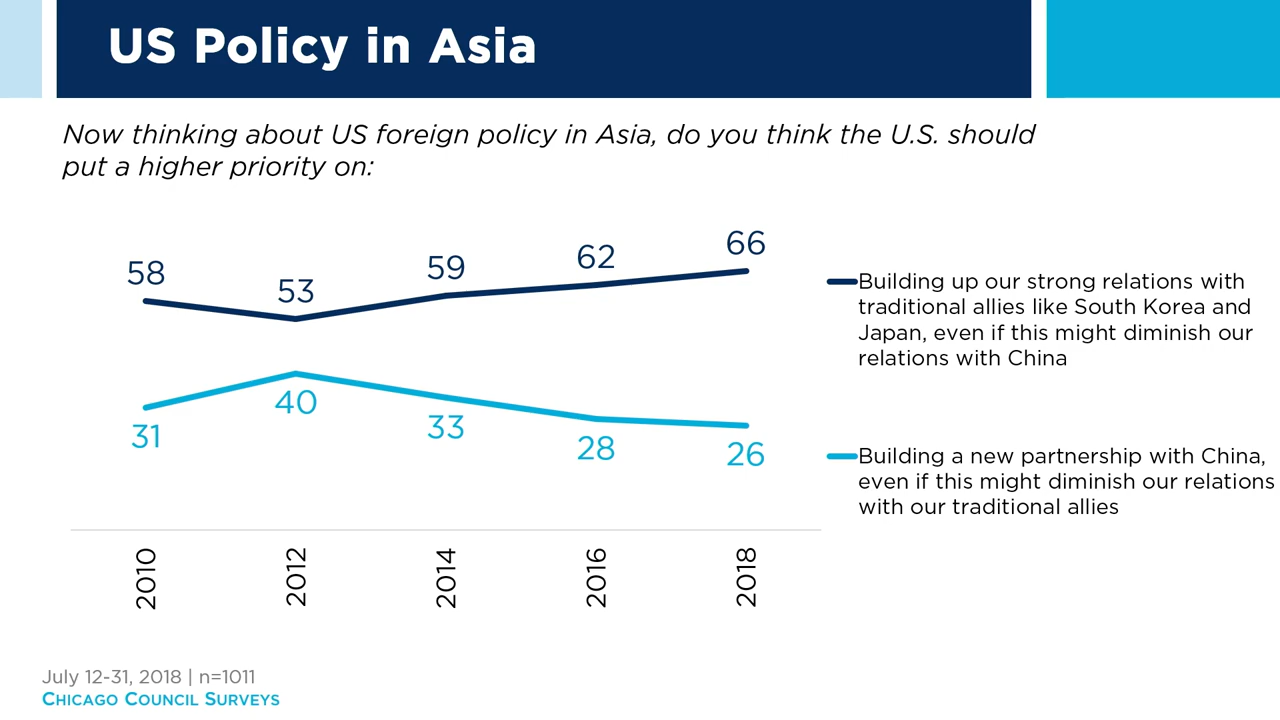 US Policy in Asia
Now thinking about US foreign policy in Asia, do you think the U.S. should
put a higher priority on:
58
53
59
62
66
31
40
33
28
26
Building up our strong relations with
traditional allies like South Korea and
Japan, even if this might diminish our
relations with China
Building a new partnership with China,
even if this might diminish our relations
with our traditional allies
2010
2012
2014
2016
2018
July 12-31, 2018 | n=1011
CHICAGO COUNCIL SURVEYS